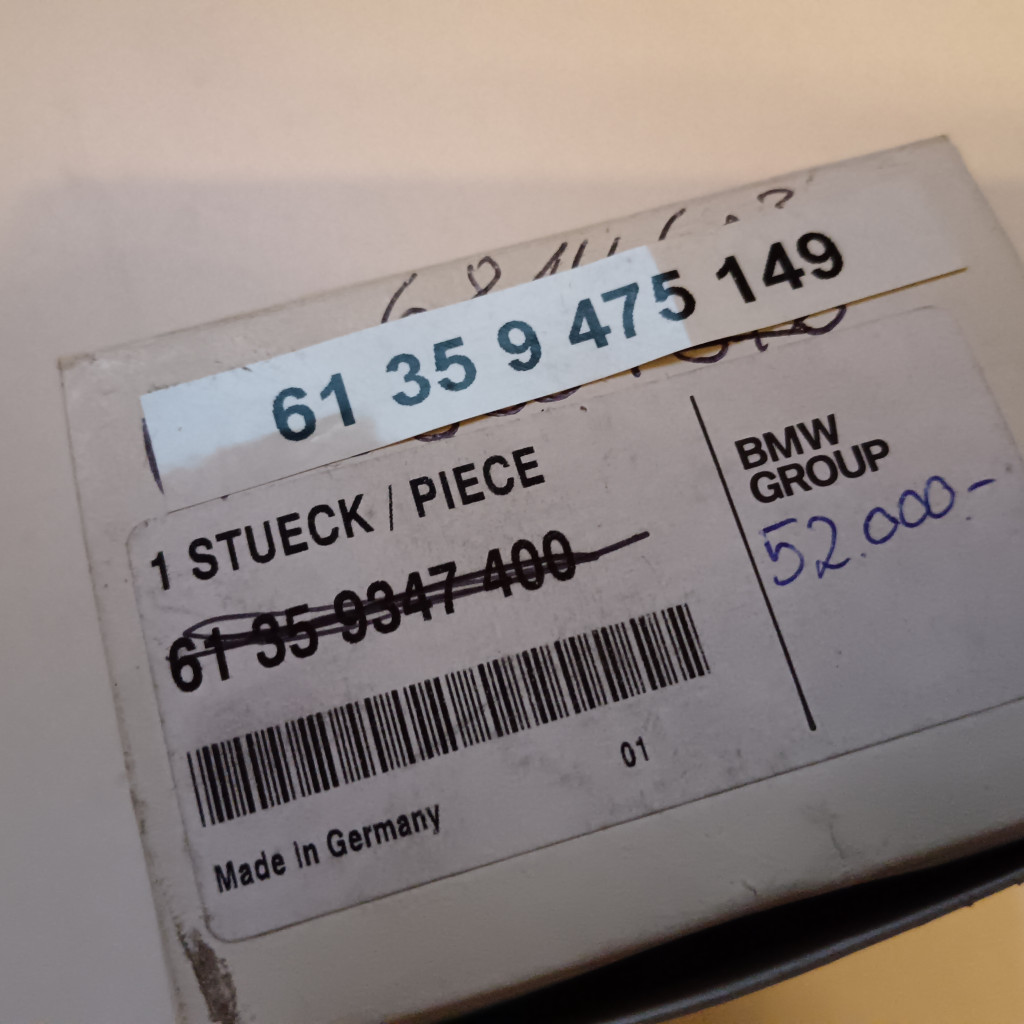 61 35 9 475 149
1 STUECK / PIECE
61 35 9347 400
01
Made In Germany
BMW
GROUP
52.000.-